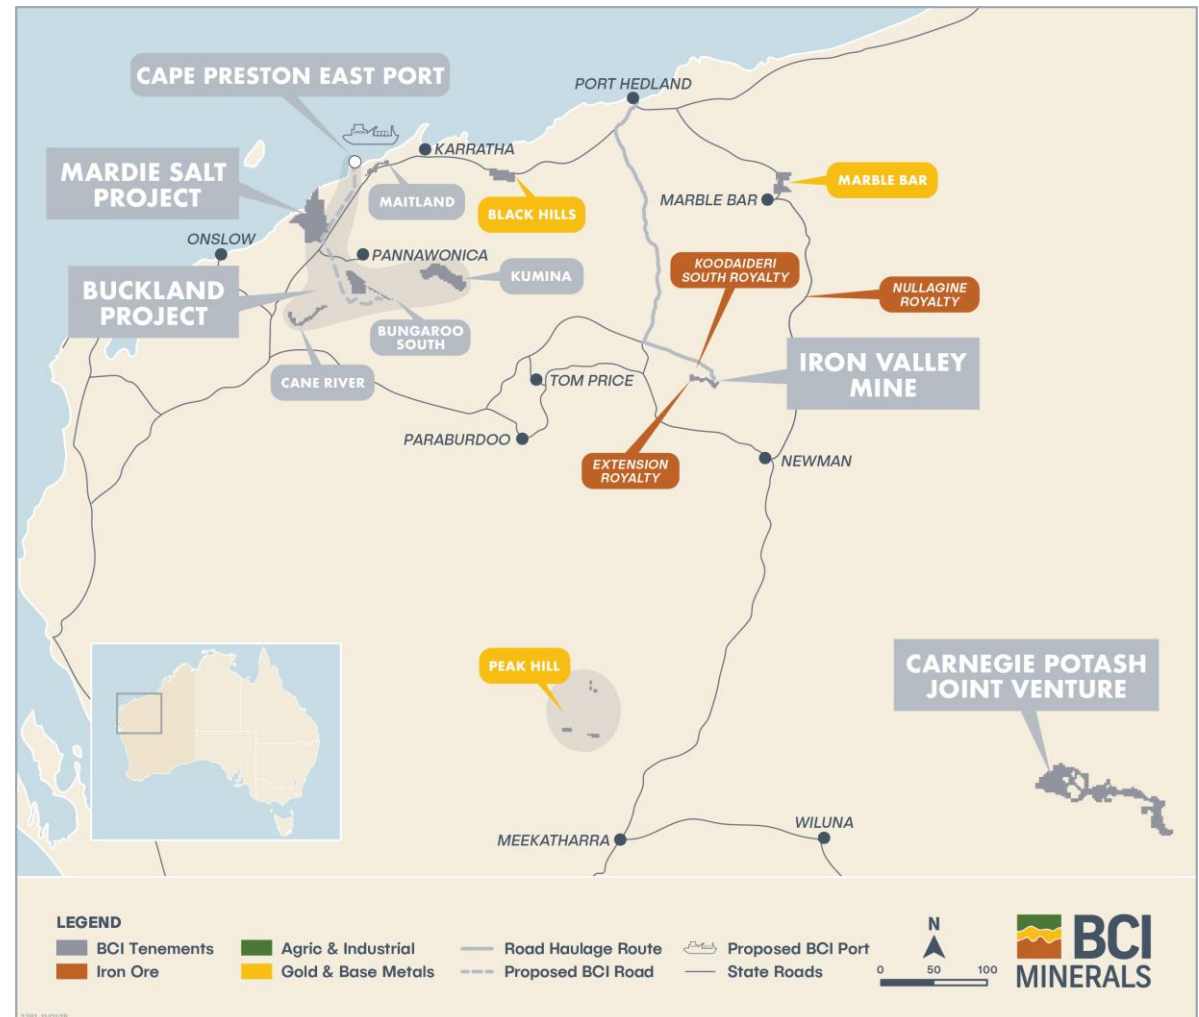 CAPE PRESTON EAST PORT
PORT HEDLAND
KARRATHA
MARDIE SALT
PROJECT
MAITLAND
BLACK HILLS
MARBLE BAR
MARBLE BAR
ONSLOW
PANNAWONICA
KUMINA
KOODAIDERI
SOUTH ROYALTY
NULLAGINE
ROYALTY
BUCKLAND
PROJECT
BUNGAROO
SOUTH
CANE RIVER
IRON VALLEY
MINE
TOM PRICE
PARABURDOO
EXTENSION
ROYALTY
NEWMAN
PEAK HILL
CARNEGIE POTASH
JOINT VENTURE
MEEKATHARRA
WILUNA
LEGEND
BCI Tenements
Iron Ore
Agric & Industrial
Gold & Base Metals
Road Haulage Route
Proposed BCI Road
Proposed BCI Port
State Roads
N
0 50 100
BCI
MINERALS